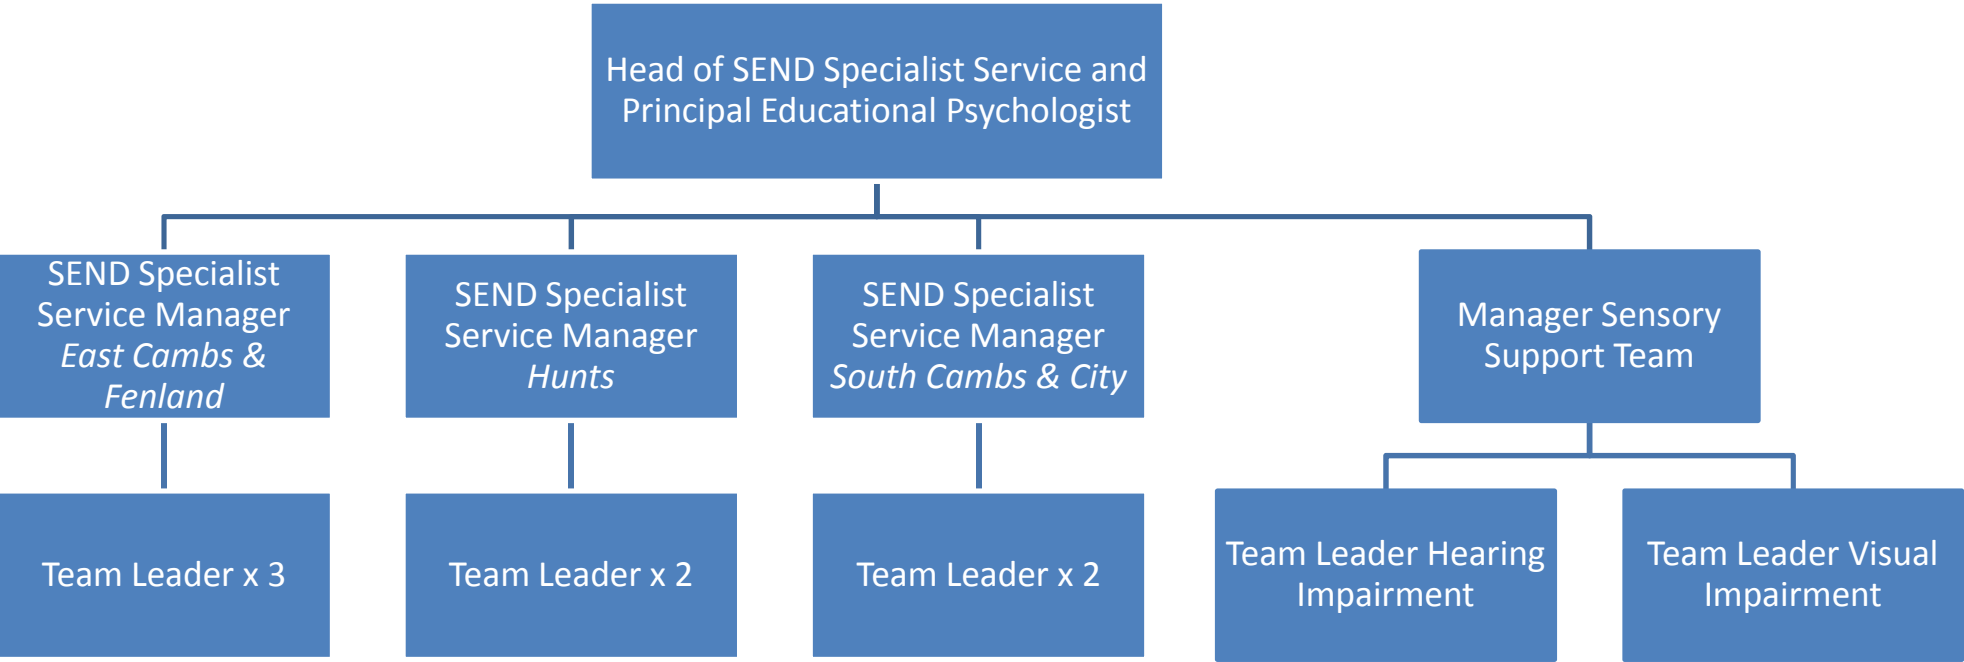 Head of SEND Specialist Service and
Principal Educational Psychologist
SEND Specialist
Service Manager
East Cambs &
Fenland
SEND Specialist
Service Manager
Hunts
SEND Specialist
Service Manager
South Cambs & City
Manager Sensory
Support Team
Team Leader x 3
Team Leader x 2
Team Leader x 2
Team Leader Hearing
Impairment
Team Leader Visual
Impairment